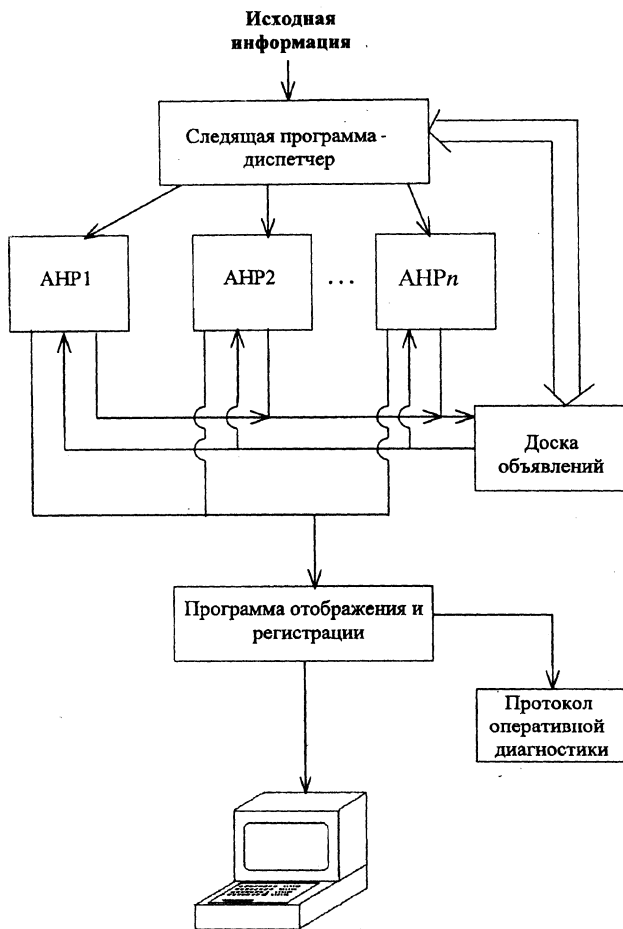 Исходная
информация
Следящая программа -
диспетчер
АНР1
АНР2
...
АНРn
Доска
объявлений
Программа отображения и
регистрации
Протокол
оперативной
диагностики